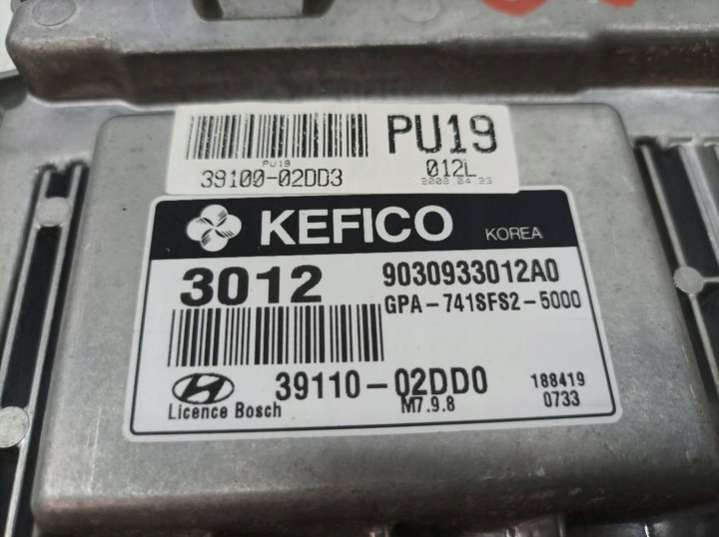 PU19
PU19
39100-02DD3
012L
2008.04.23
KEFICO
KOREA
3012
9030933012A0
GPA-741SFS2-5000
39110-02DD0
188419
Licence Bosch
M7.9.8
0733